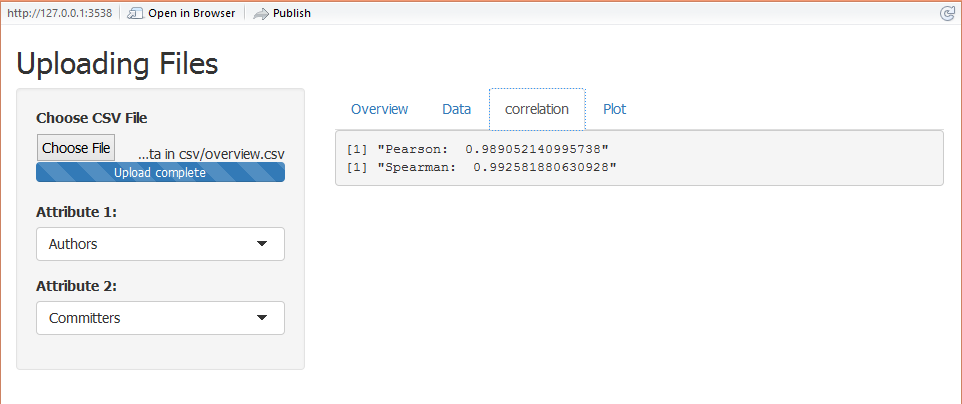 http://127.0.0.1:3538 Open in Browser Publish
Uploading Files
Choose CSV File
Choose File ...ta in csv/overview.csv
Upload complete
Attribute 1:
Authors
Attribute 2:
Committers
Overview Data correlation Plot
[1] "Pearson:  0.989052140995738"
[1] "Spearman:  0.992581880630928"